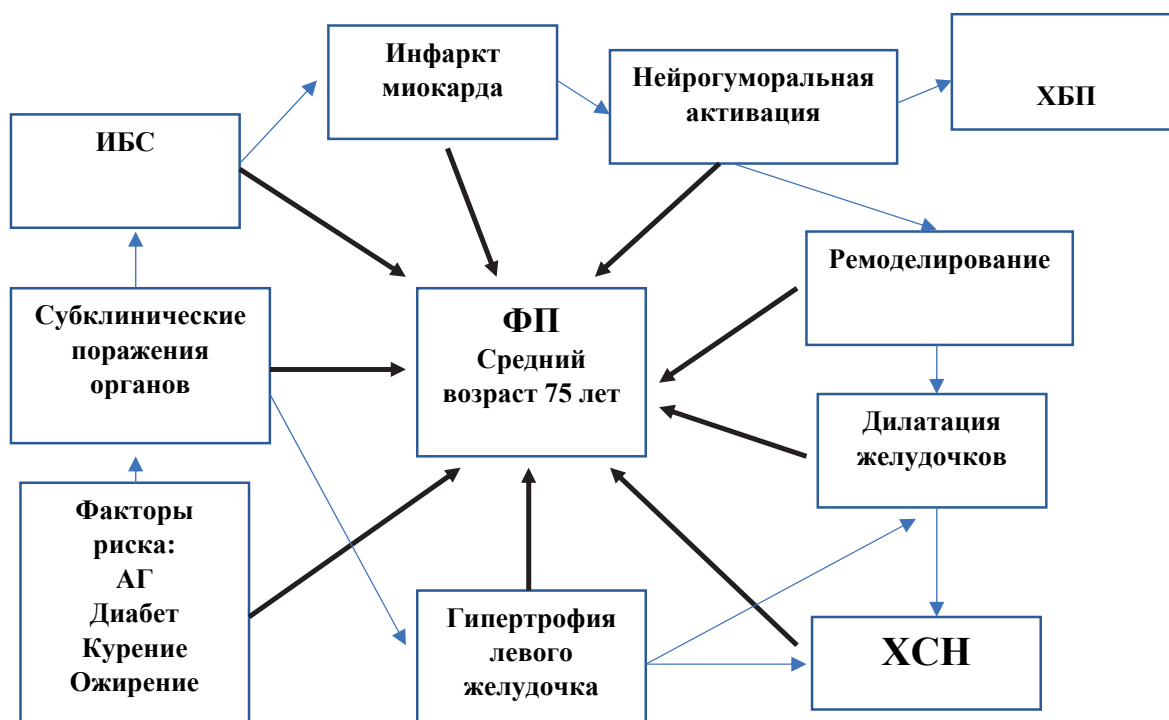 Инфаркт
миокарда
Нейрогуморальная
активация
ХБП
ИБС
Ремоделирование
Субклинические
поражения
органов
ФП
Средний
возраст 75 лет
Дилатация
желудочков
Факторы
риска:
АГ
Диабет
Курение
Ожирение
Гипертрофия
левого
желудочка
ХСН